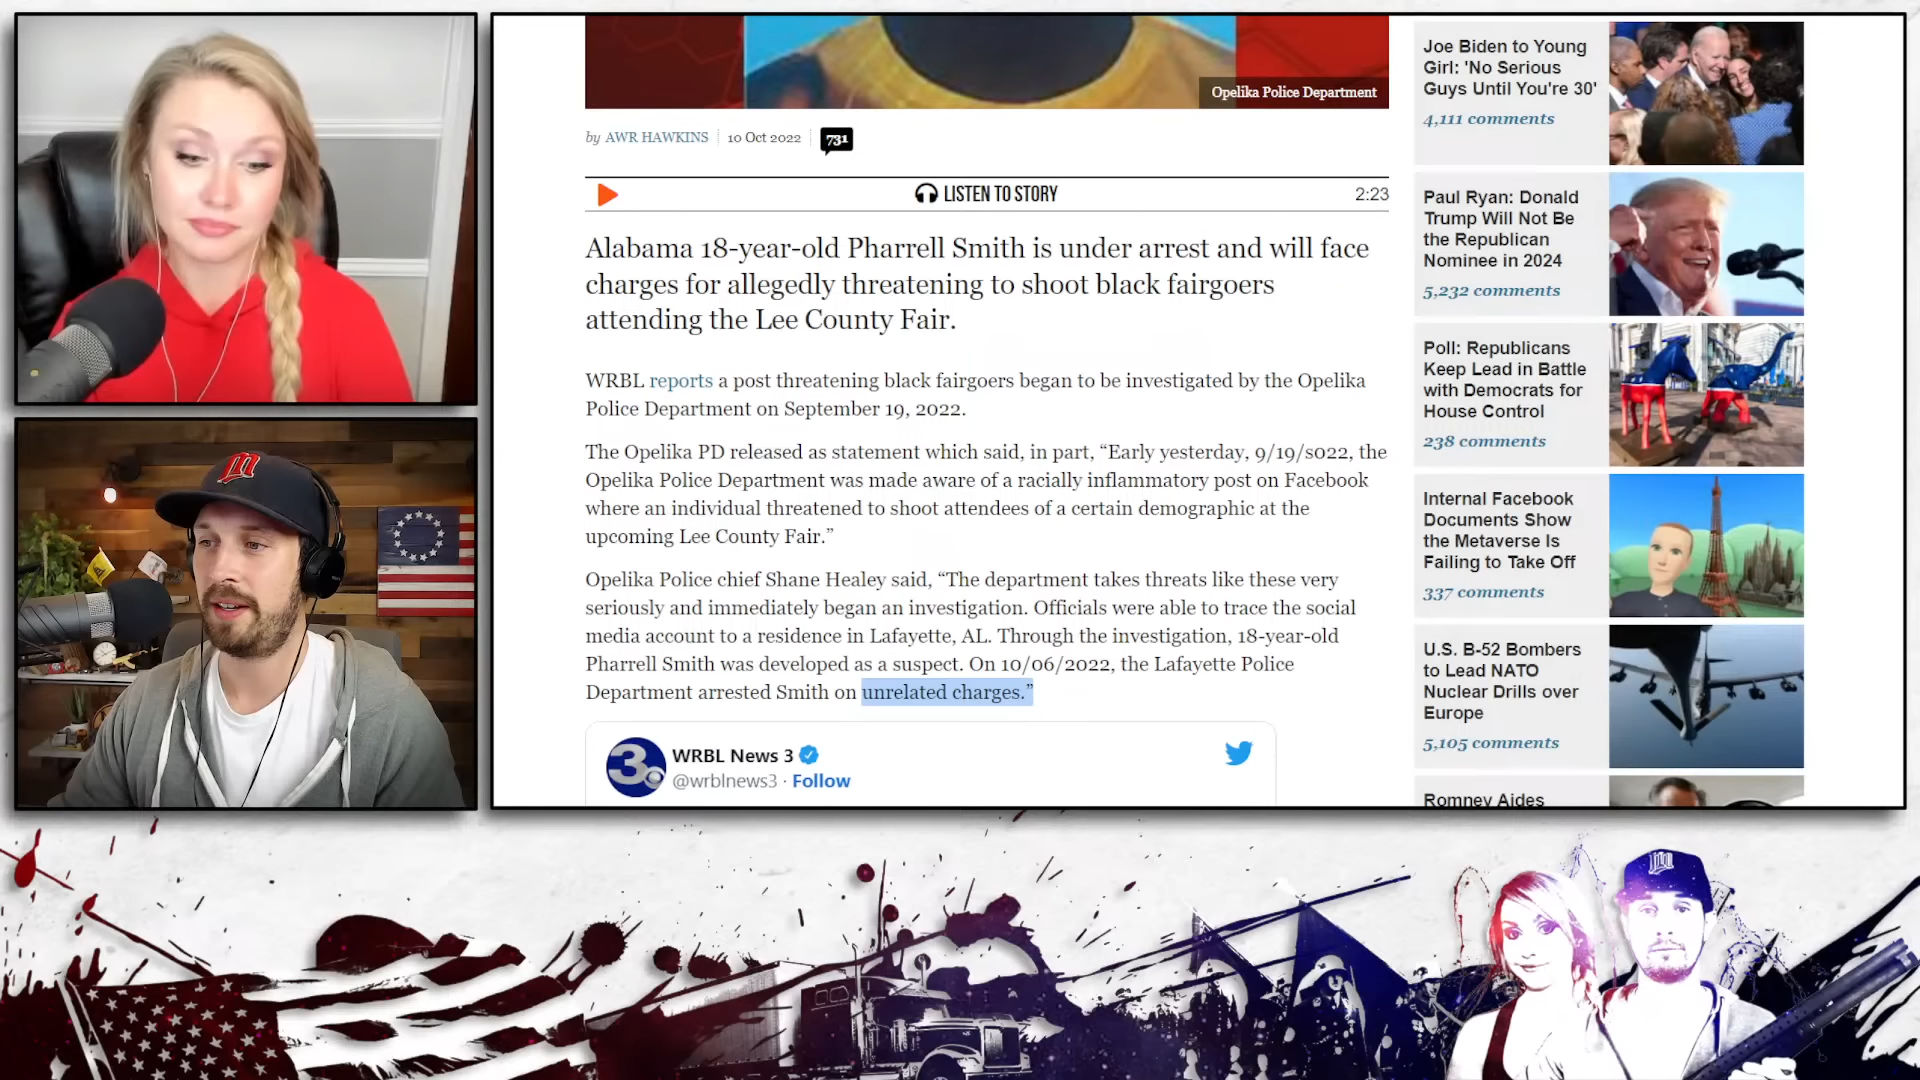 Opelika Police Department
by AWR HAWKINS 10 Oct 2022 731
LISTEN TO STORY 2:23
Alabama 18-year-old Pharrell Smith is under arrest and will face
charges for allegedly threatening to shoot black fairgoers
attending the Lee County Fair.
WRBL reports a post threatening black fairgoers began to be investigated by the Opelika
Police Department on September 19, 2022.
The Opelika PD released as statement which said, in part, “Early yesterday, 9/19/s022, the
Opelika Police Department was made aware of a racially inflammatory post on Facebook
where an individual threatened to shoot attendees of a certain demographic at the
upcoming Lee County Fair.”
Opelika Police chief Shane Healey said, “The department takes threats like these very
seriously and immediately began an investigation. Officials were able to trace the social
media account to a residence in Lafayette, AL. Through the investigation, 18-year-old
Pharrell Smith was developed as a suspect. On 10/06/2022, the Lafayette Police
Department arrested Smith on unrelated charges.”
3 WRBL News 3
@wrblnews3 · Follow
Joe Biden to Young
Girl: 'No Serious
Guys Until You're 30'
4,111 comments
Paul Ryan: Donald
Trump Will Not Be
the Republican
Nominee in 2024
5,232 comments
Poll: Republicans
Keep Lead in Battle
with Democrats for
House Control
238 comments
Internal Facebook
Documents Show
the Metaverse Is
Failing to Take Off
337 comments
U.S. B-52 Bombers
to Lead NATO
Nuclear Drills over
Europe
5,105 comments
Romney Aides